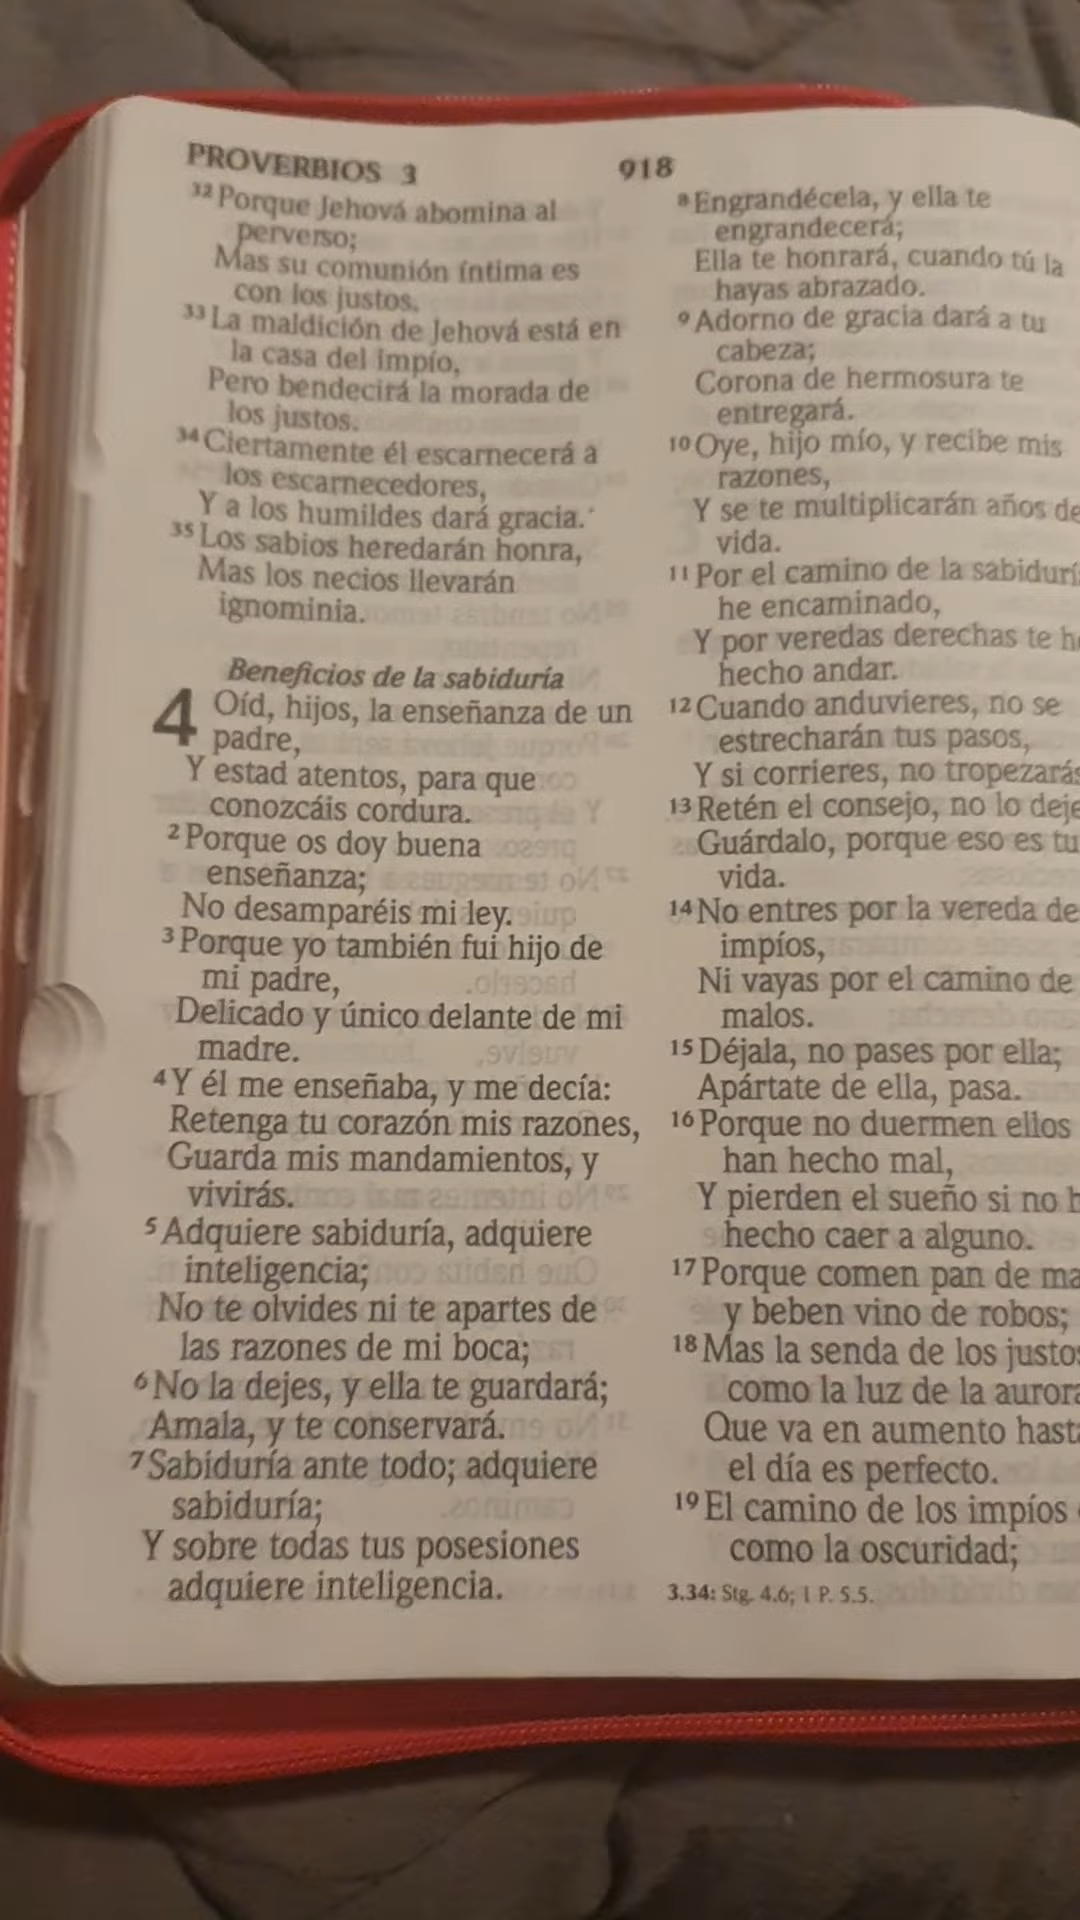 PROVERBIOS 3
918
32 Porque Jehová abomina al
perverso;
Mas su comunión íntima es
con los justos.
33 La maldición de Jehová está en
la casa del impío,
Pero bendecirá la morada de
los justos.
34 Ciertamente él escarnecerá a
los escarnecedores,
Y a los humildes dará gracia.*
35 Los sabios heredarán honra,
Mas los necios llevarán
ignominia.
Beneficios de la sabiduría
4 Oíd, hijos, la enseñanza de un
padre,
Y estad atentos, para que
conozcáis cordura.
2 Porque os doy buena
enseñanza;
No desamparéis mi ley.
3 Porque yo también fui hijo de
mi padre,
Delicado y único delante de mi
madre.
4 Y él me enseñaba, y me decía:
Retenga tu corazón mis razones,
Guarda mis mandamientos, y
vivirás.
5 Adquiere sabiduría, adquiere
inteligencia;
No te olvides ni te apartes de
las razones de mi boca;
6 No la dejes, y ella te guardará;
Amala, y te conservará.
7 Sabiduría ante todo; adquiere
sabiduría;
Y sobre todas tus posesiones
adquiere inteligencia.
8 Engrandécela, y ella te
engrandecerá;
Ella te honrará, cuando tú la
hayas abrazado.
9 Adorno de gracia dará a tu
cabeza;
Corona de hermosura te
entregará.
10 Oye, hijo mío, y recibe mis
razones,
Y se te multiplicarán años de
vida.
11 Por el camino de la sabidurí
he encaminado,
Y por veredas derechas te h
hecho andar.
12 Cuando anduvieres, no se
estrecharán tus pasos,
Y si corrieres, no tropezarás
13 Retén el consejo, no lo deje
Guárdalo, porque eso es tu
vida.
14 No entres por la vereda de
impíos,
Ni vayas por el camino de
malos.
15 Déjala, no pases por ella;
Apártate de ella, pasa.
16 Porque no duermen ellos
han hecho mal,
Y pierden el sueño si no h
hecho caer a alguno.
17 Porque comen pan de ma
y beben vino de robos;
18 Mas la senda de los justos
como la luz de la aurora
Que va en aumento hasta
el día es perfecto.
19 El camino de los impíos
como la oscuridad;
3.34: Stg. 4.6; 1 P. 5.5.